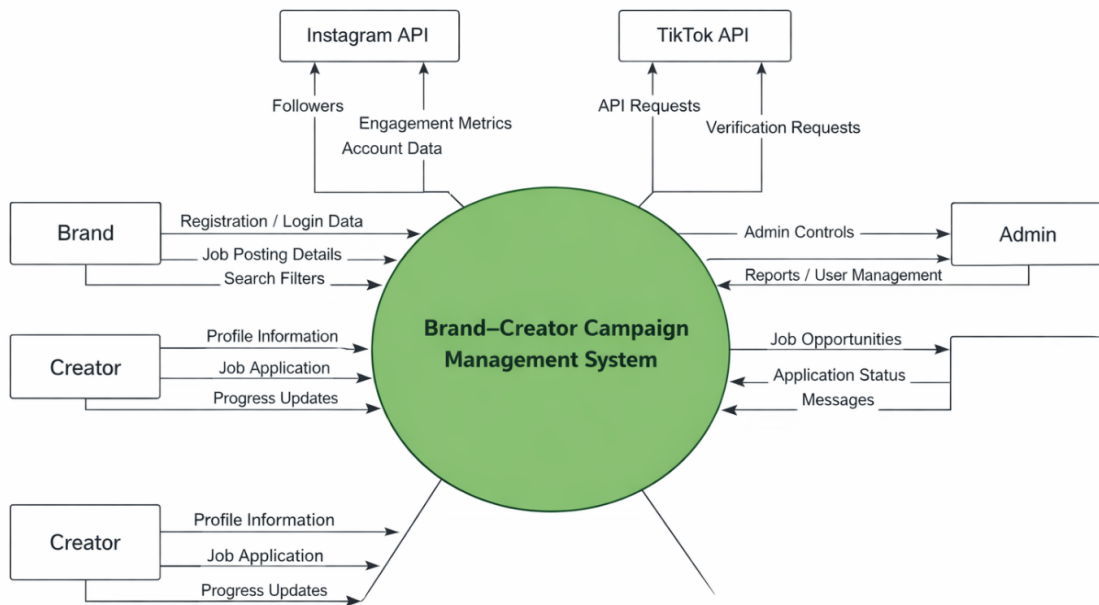 Instagram API
TikTok API
Followers
API Requests
Engagement Metrics
Verification Requests
Account Data
Brand
Registration / Login Data
Job Posting Details
Search Filters
Admin Controls
Admin
Reports / User Management
Brand–Creator Campaign
Management System
Creator
Profile Information
Job Application
Progress Updates
Job Opportunities
Application Status
Messages
Creator
Profile Information
Job Application
Progress Updates